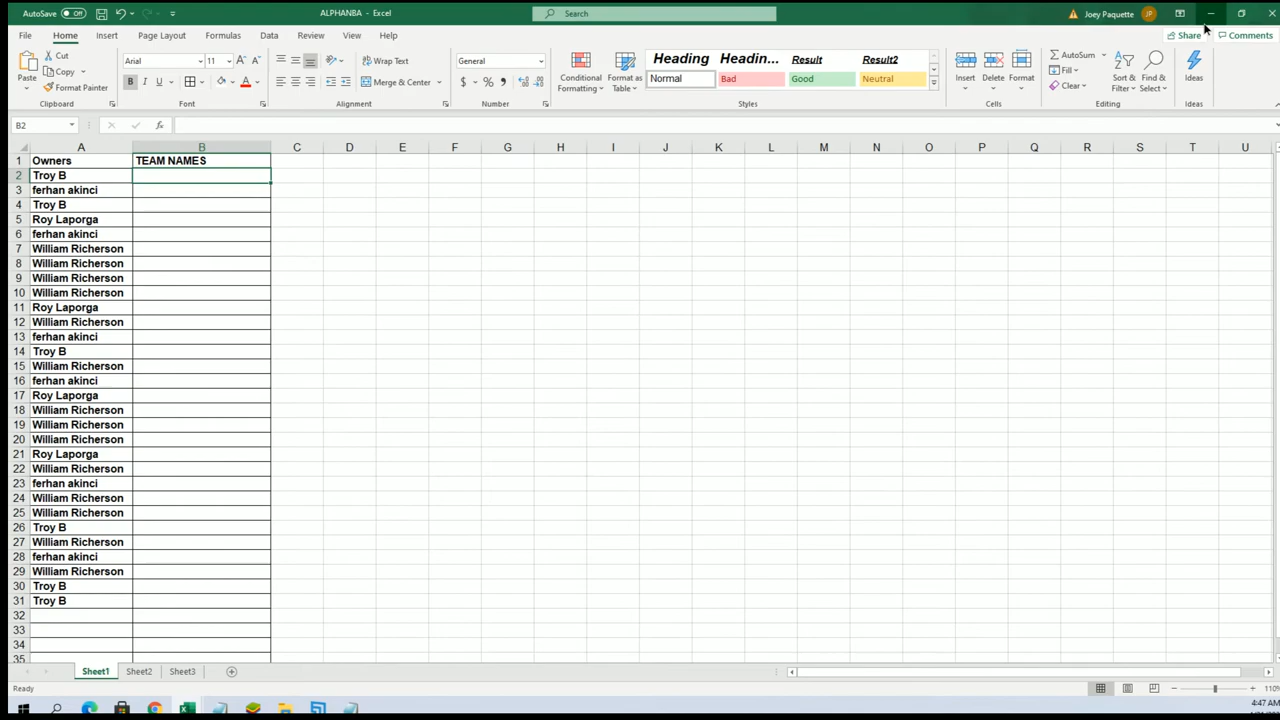 AutoSave Off ALPHANBA - Excel Search Joey Paquette JP
File Home Insert Page Layout Formulas Data Review View Help Share Comments
Paste Cut Copy Format Painter Clipboard
Arial 11 A A B I U A Font
Wrap Text Merge & Center Alignment
General $ % Number
Conditional Formatting Format as Table
Heading Headin... Result Result2
Normal Bad Good Neutral
Styles
Insert Delete Format Cells
AutoSum Fill Clear Sort & Filter Find & Select Editing
Ideas Ideas
B2 fx
A B C D E F G H I J K L M N O P Q R S T U
1 Owners TEAM NAMES
2 Troy B
3 ferhan akinci
4 Troy B
5 Roy Laporga
6 ferhan akinci
7 William Richerson
8 William Richerson
9 William Richerson
10 William Richerson
11 Roy Laporga
12 William Richerson
13 ferhan akinci
14 Troy B
15 William Richerson
16 ferhan akinci
17 Roy Laporga
18 William Richerson
19 William Richerson
20 William Richerson
21 Roy Laporga
22 William Richerson
23 ferhan akinci
24 William Richerson
25 William Richerson
26 Troy B
27 William Richerson
28 ferhan akinci
29 William Richerson
30 Troy B
31 Troy B
32
33
34
35
Sheet1 Sheet2 Sheet3
Ready 110%
4:47 AM